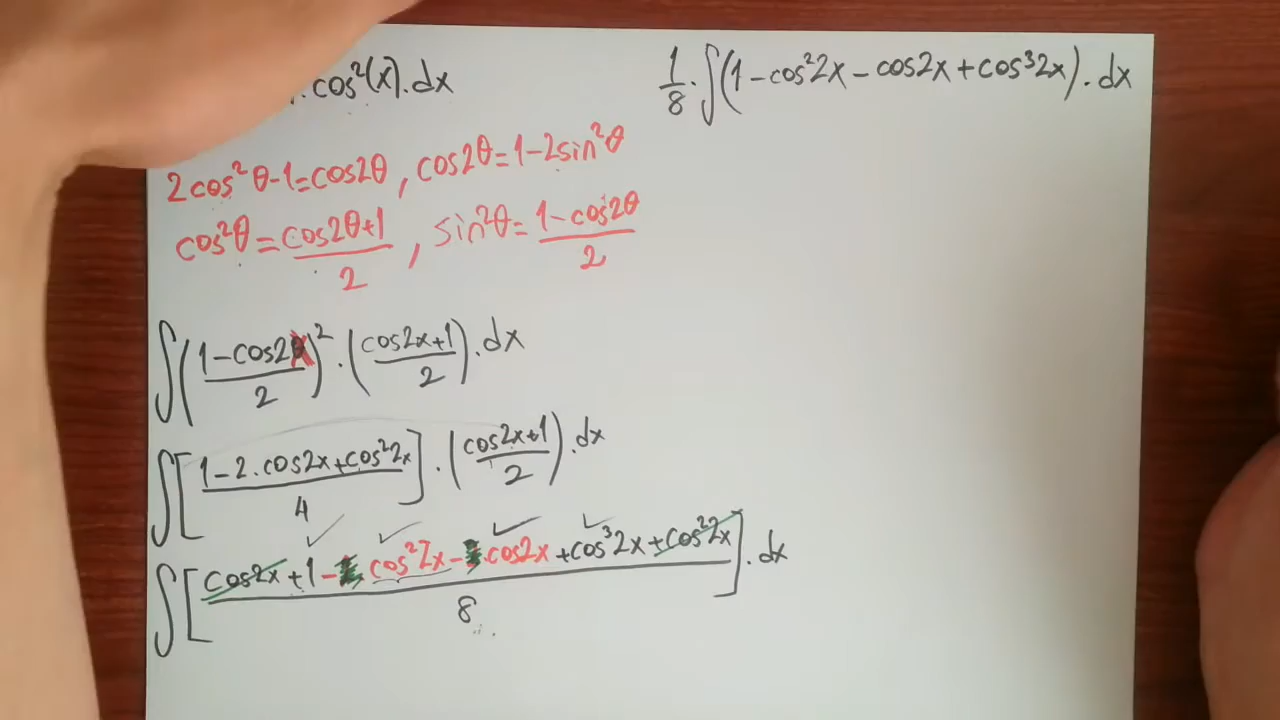 .cos²(x).dx
2cos²θ-1=cos2θ, cos2θ=1-2sin²θ
cos²θ=(cos2θ+1)/2, sin²θ=(1-cos2θ)/2
∫((1-cos2x)/2)².((cos2x+1)/2).dx
∫[(1-2.cos2x+cos²2x)/4].((cos2x+1)/2).dx
∫[(cos2x+1-cos²2x-cos2x+cos³2x+cos²2x)/8].dx
1/8.∫(1-cos²2x-cos2x+cos³2x).dx